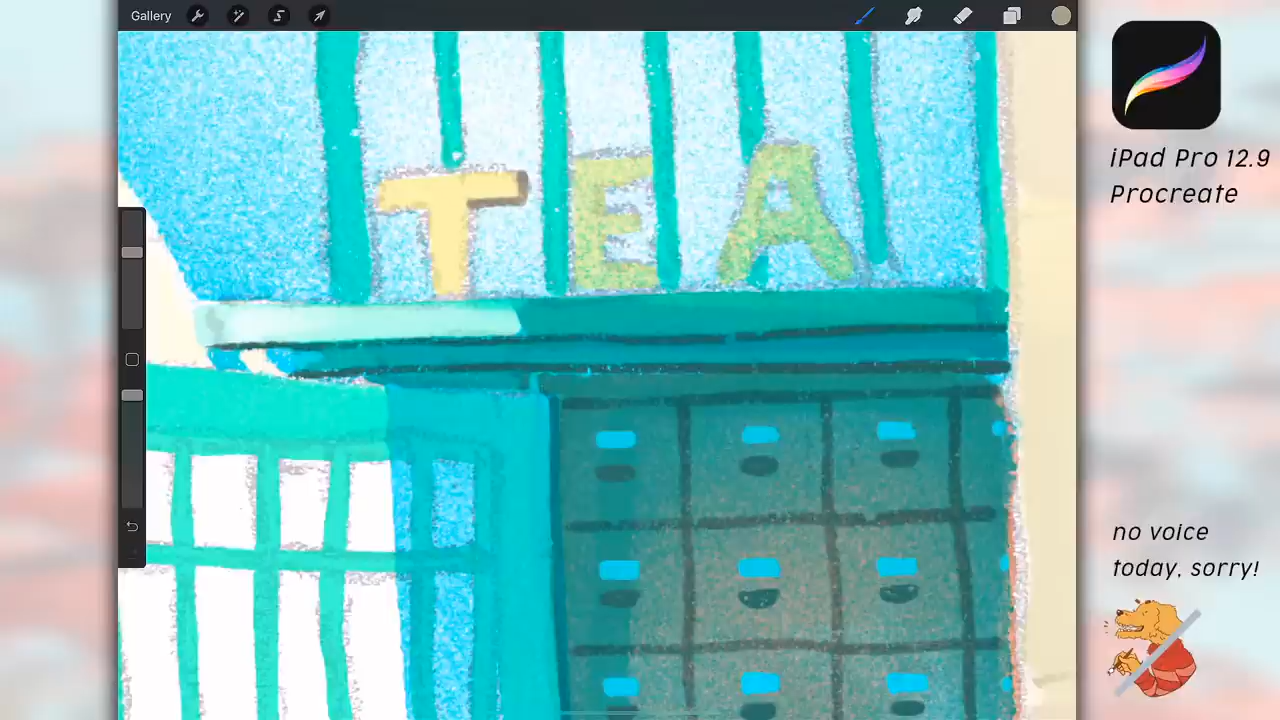 Gallery
TEA
iPad Pro 12.9
Procreate
no voice
today, sorry!